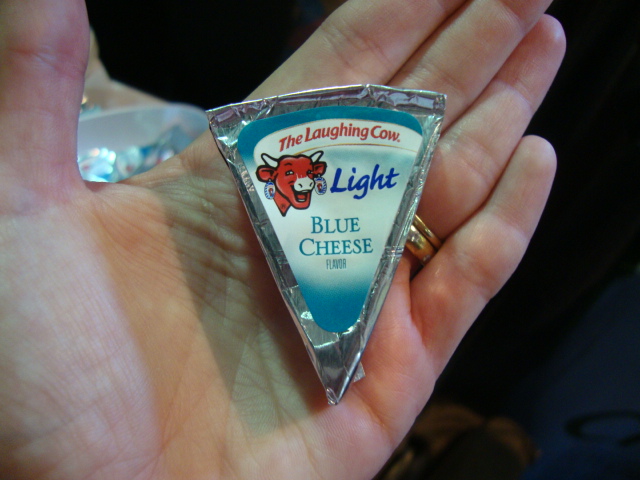 The Laughing Cow.
Light
BLUE
CHEESE
FLAVOR